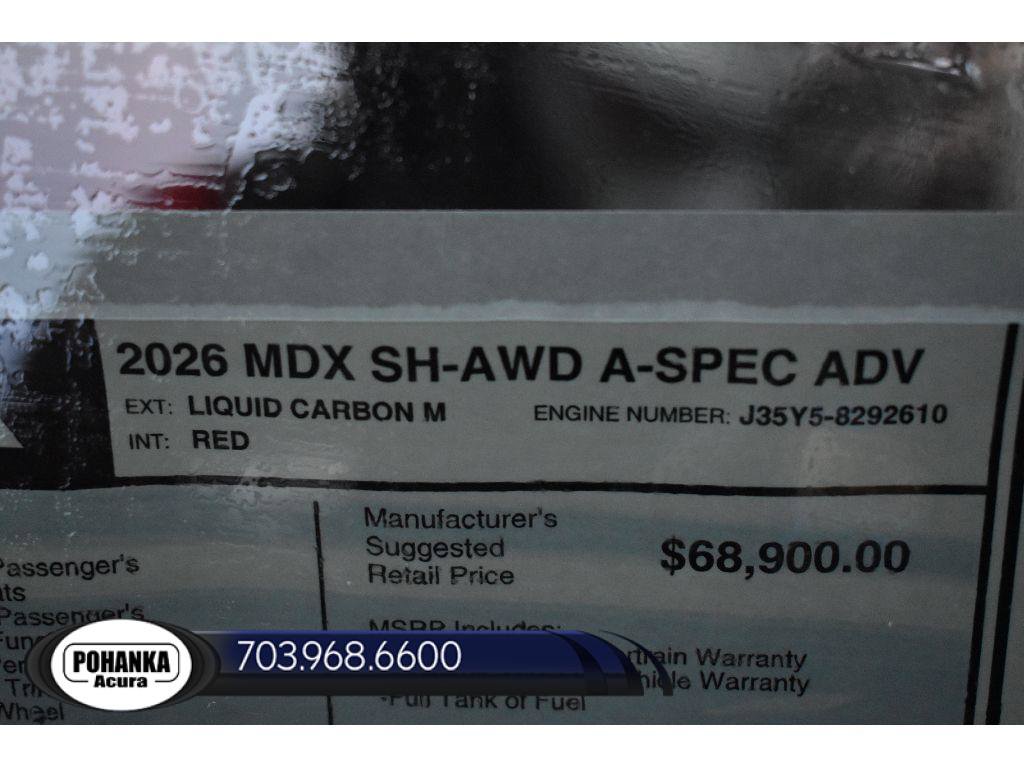 2026 MDX SH-AWD A-SPEC ADV
EXT: LIQUID CARBON M
ENGINE NUMBER: J35Y5-8292610
INT: RED
Manufacturer's
Suggested
Retail Price
$68,900.00
Passenger's
Passenger's
MSRP Includes:
Warranty
Warranty
-Full Tank of Fuel
Wheel
POHANKA
Acura
703.968.6600